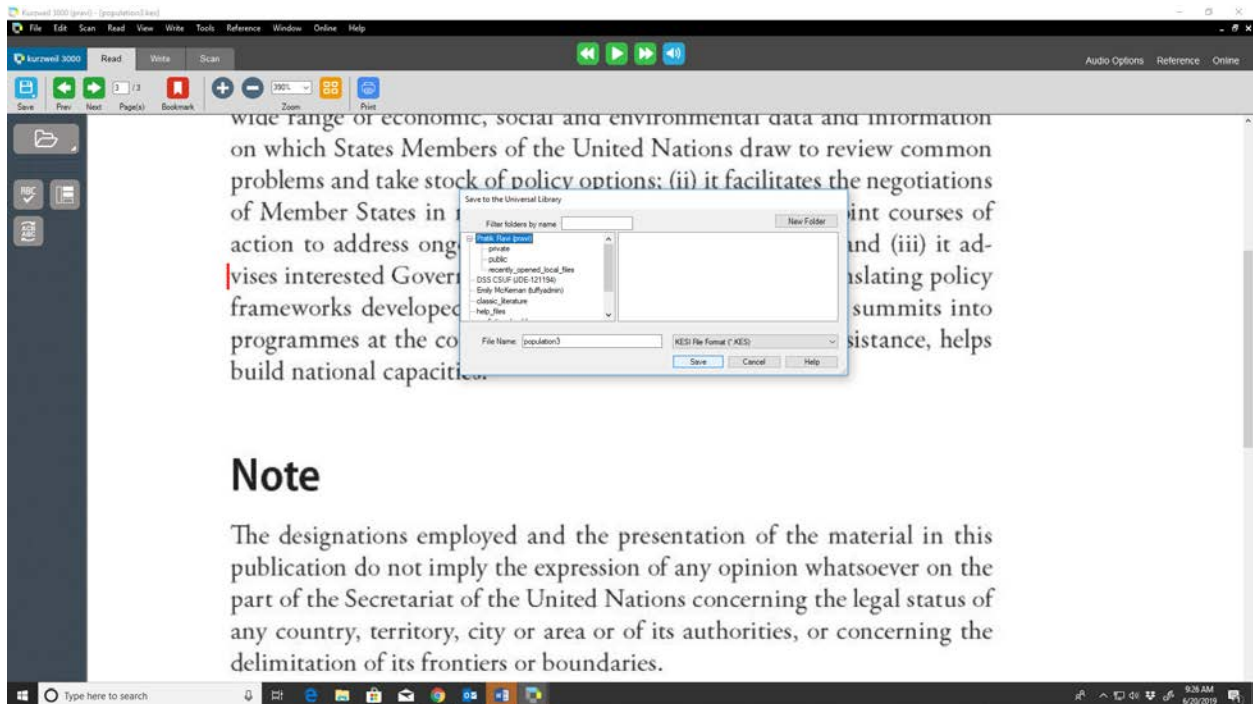 Kurzweil 3000 (pravi) - [population3.kes]
File Edit Scan Read View Write Tools Reference Window Online Help
kurzweil 3000 Read Write Scan
Audio Options Reference Online
3 /3
390%
Save Prev Next Page(s) Bookmark Zoom Print
wide range of economic, social and environmental data and information
on which States Members of the United Nations draw to review common
problems and take stock of policy options; (ii) it facilitates the negotiations
of Member States in
int courses of
action to address ong
and (iii) it ad-
vises interested Govern
nslating policy
frameworks developed
summits into
programmes at the co
sistance, helps
build national capacities.
Save to the Universal Library
Filter folders by name
New Folder
Pratik Ravi (pravi)
private
public
recently_opened_local_files
DSS CSUF (JDE-121194)
Emily McKernan (tuffyadmin)
classic_literature
help_files
File Name: population3
KESI File Format (*.KES)
Save Cancel Help
Note
The designations employed and the presentation of the material in this
publication do not imply the expression of any opinion whatsoever on the
part of the Secretariat of the United Nations concerning the legal status of
any country, territory, city or area or of its authorities, or concerning the
delimitation of its frontiers or boundaries.
Type here to search
9:26 AM
6/20/2019